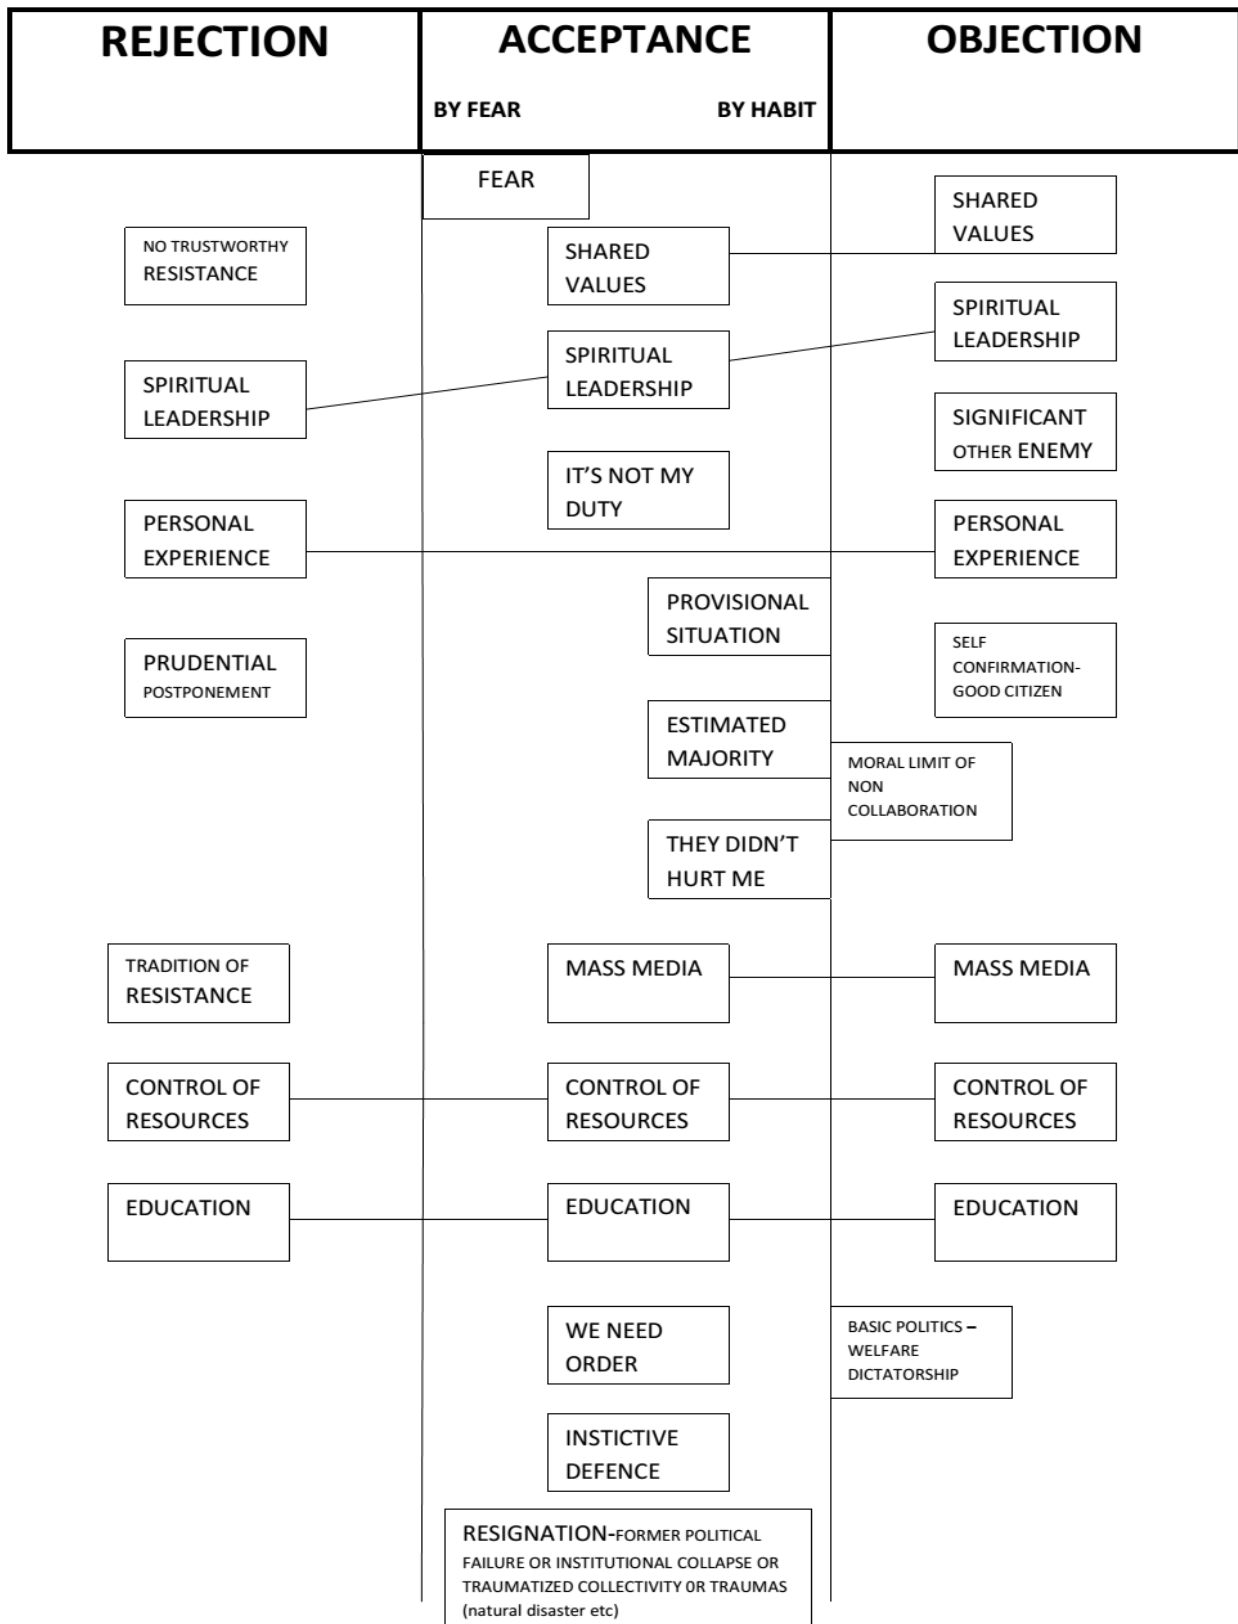 REJECTION
ACCEPTANCE
OBJECTION
BY FEAR
BY HABIT
FEAR
SHARED
VALUES
NO TRUSTWORTHY
RESISTANCE
SHARED
VALUES
SPIRITUAL
LEADERSHIP
SPIRITUAL
LEADERSHIP
SPIRITUAL
LEADERSHIP
SIGNIFICANT
OTHER ENEMY
IT’S NOT MY
DUTY
PERSONAL
EXPERIENCE
PERSONAL
EXPERIENCE
PROVISIONAL
SITUATION
PRUDENTIAL
POSTPONEMENT
SELF
CONFIRMATION-
GOOD CITIZEN
ESTIMATED
MAJORITY
MORAL LIMIT OF
NON
COLLABORATION
THEY DIDN’T
HURT ME
TRADITION OF
RESISTANCE
MASS MEDIA
MASS MEDIA
CONTROL OF
RESOURCES
CONTROL OF
RESOURCES
CONTROL OF
RESOURCES
EDUCATION
EDUCATION
EDUCATION
WE NEED
ORDER
BASIC POLITICS –
WELFARE
DICTATORSHIP
INSTICTIVE
DEFENCE
RESIGNATION-FORMER POLITICAL
FAILURE OR INSTITUTIONAL COLLAPSE OR
TRAUMATIZED COLLECTIVITY 0R TRAUMAS
(natural disaster etc)